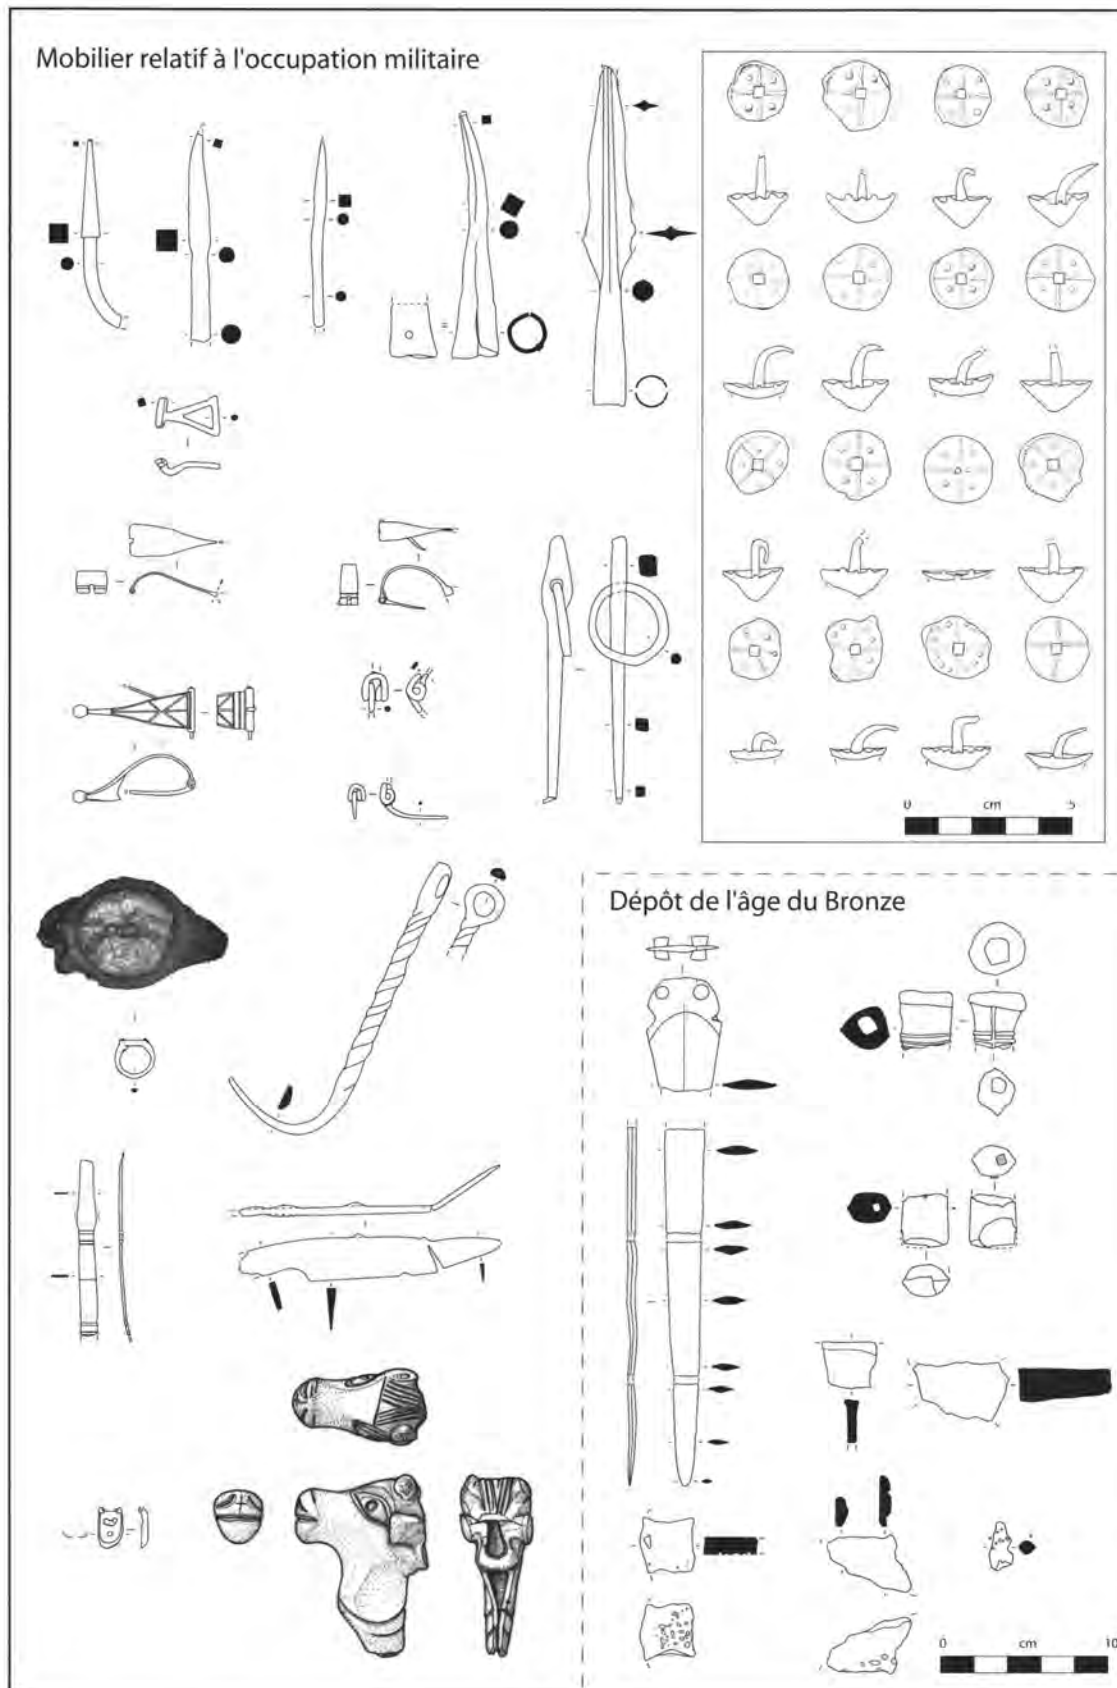 Mobilier relatif à l'occupation militaire
0 cm 5
Dépôt de l'âge du Bronze
0 cm 10